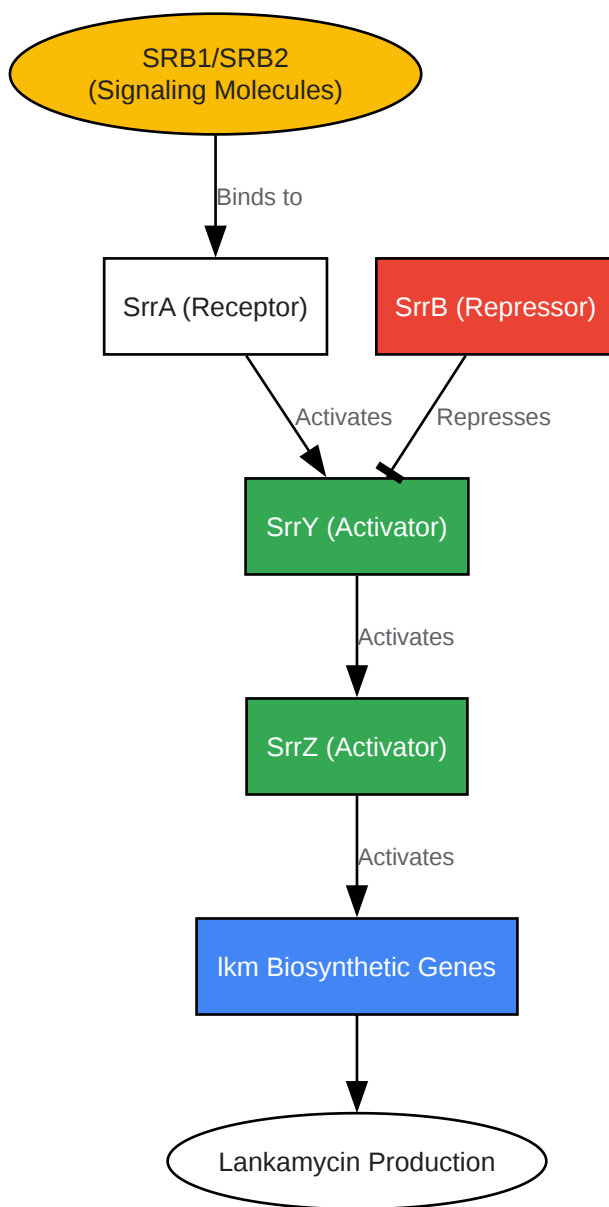 SRB1/SRB2
(Signaling Molecules)
Binds to
SrrA (Receptor)
SrrB (Repressor)
Activates
Represses
SrrY (Activator)
Activates
SrrZ (Activator)
Activates
lkm Biosynthetic Genes
Lankamycin Production